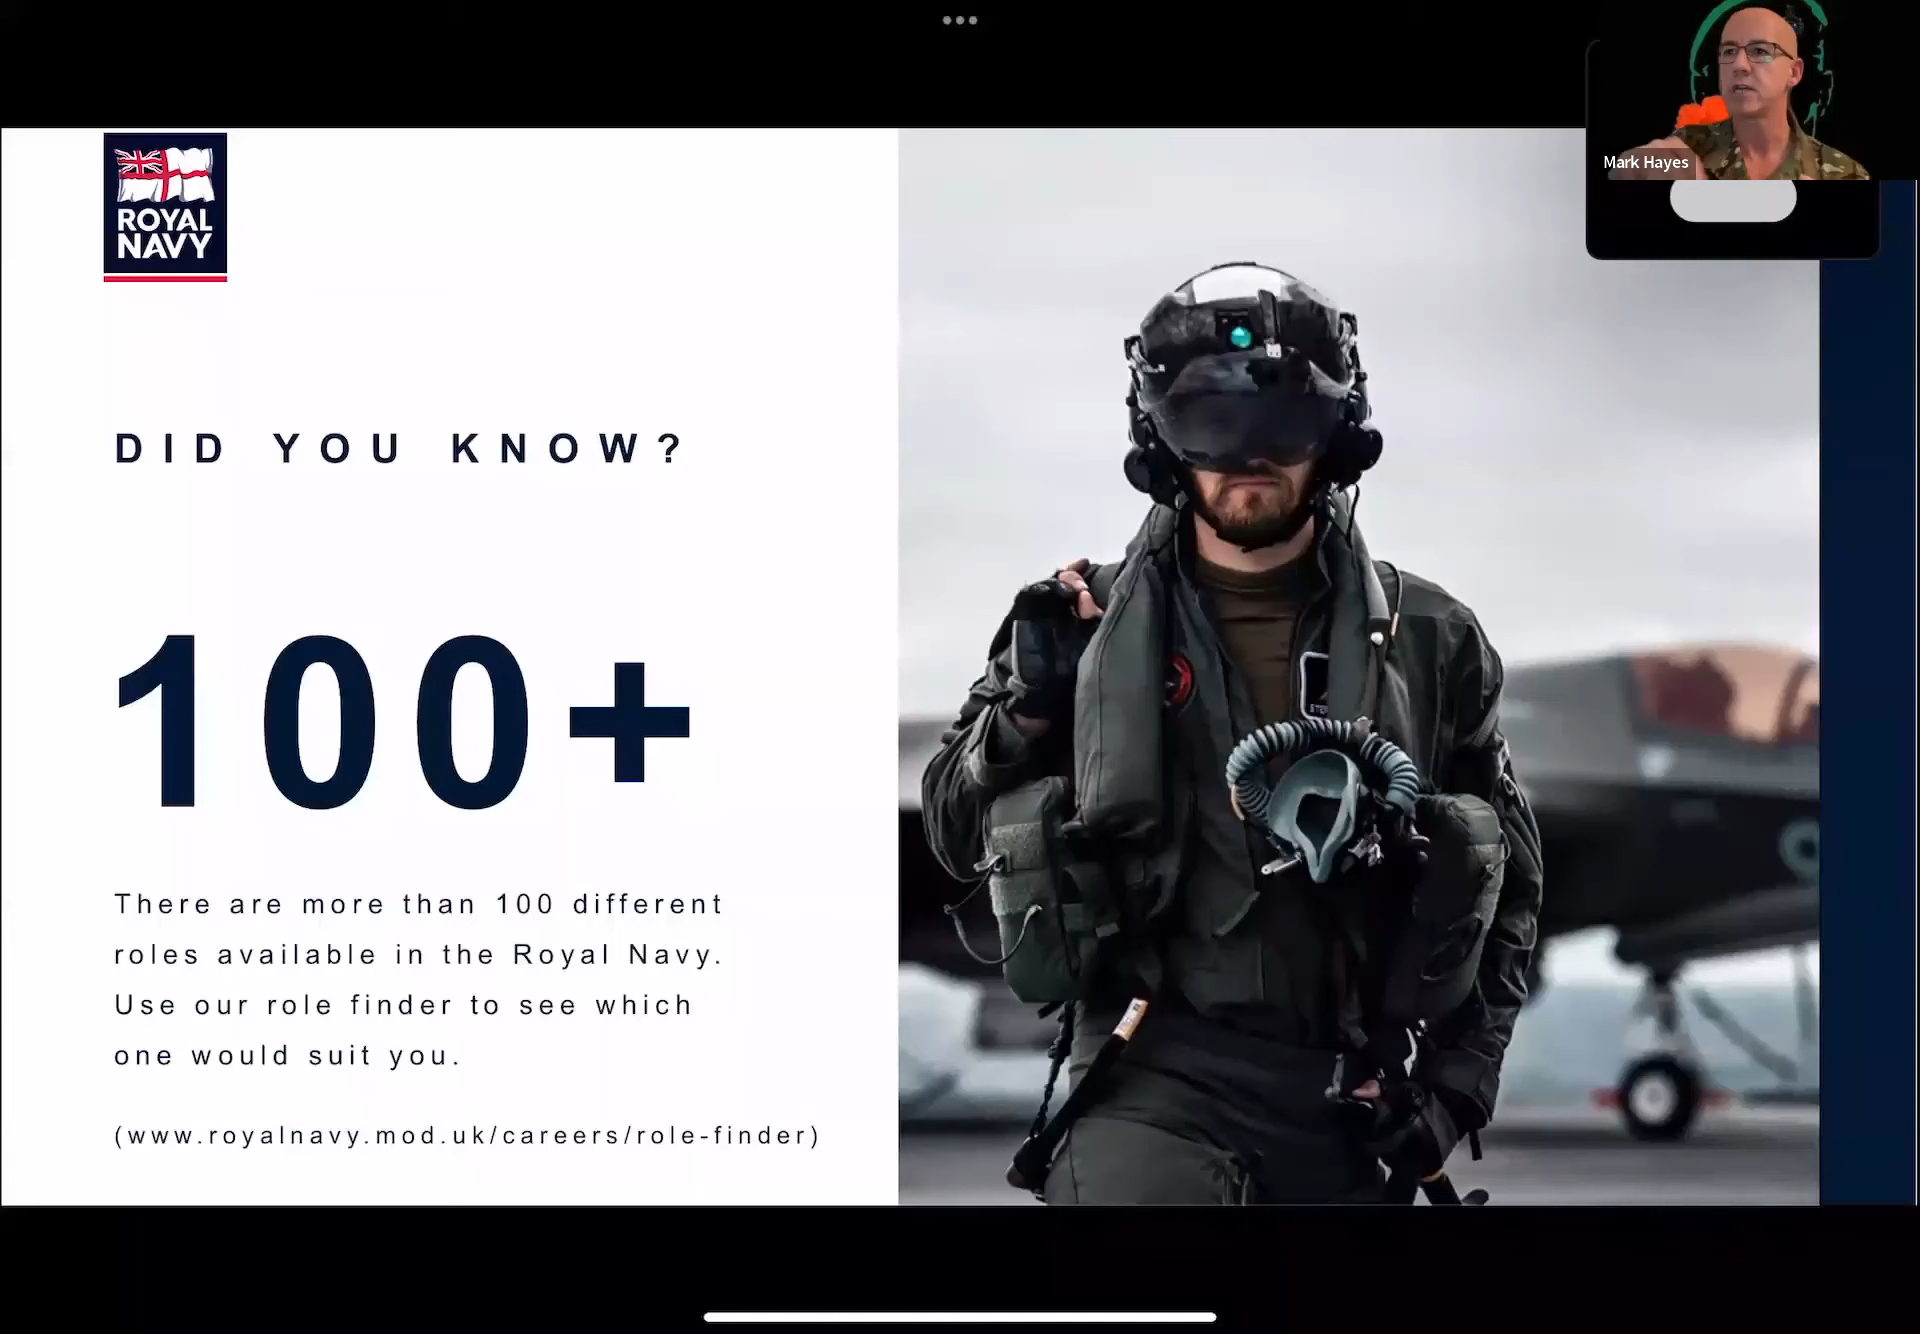 Mark Hayes
ROYAL
NAVY
DID YOU KNOW?
100+
There are more than 100 different
roles available in the Royal Navy.
Use our role finder to see which
one would suit you.
(www.royalnavy.mod.uk/careers/role-finder)